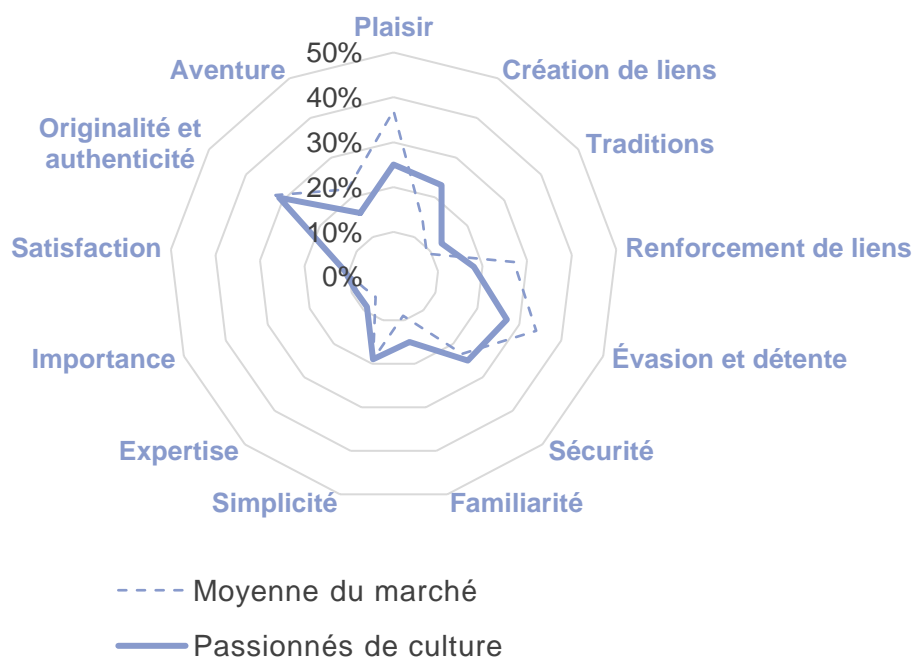 Plaisir
50%
Aventure
Création de liens
40%
Originalité et
authenticité
30%
Traditions
20%
Satisfaction
10%
Renforcement de liens
0%
Importance
Évasion et détente
Expertise
Sécurité
Simplicité
Familiarité
Moyenne du marché
Passionnés de culture